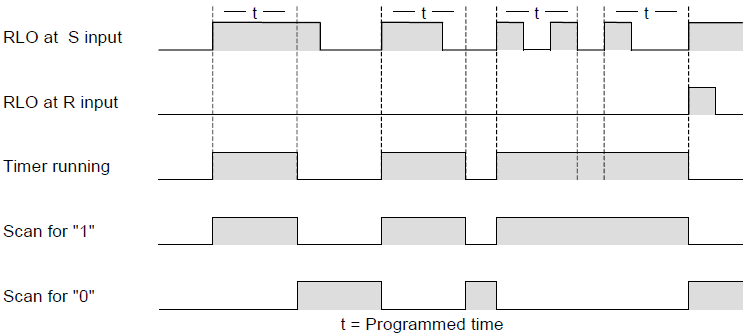 t t t t
RLO at S input
RLO at R input
Timer running
Scan for "1"
Scan for "0"
t = Programmed time